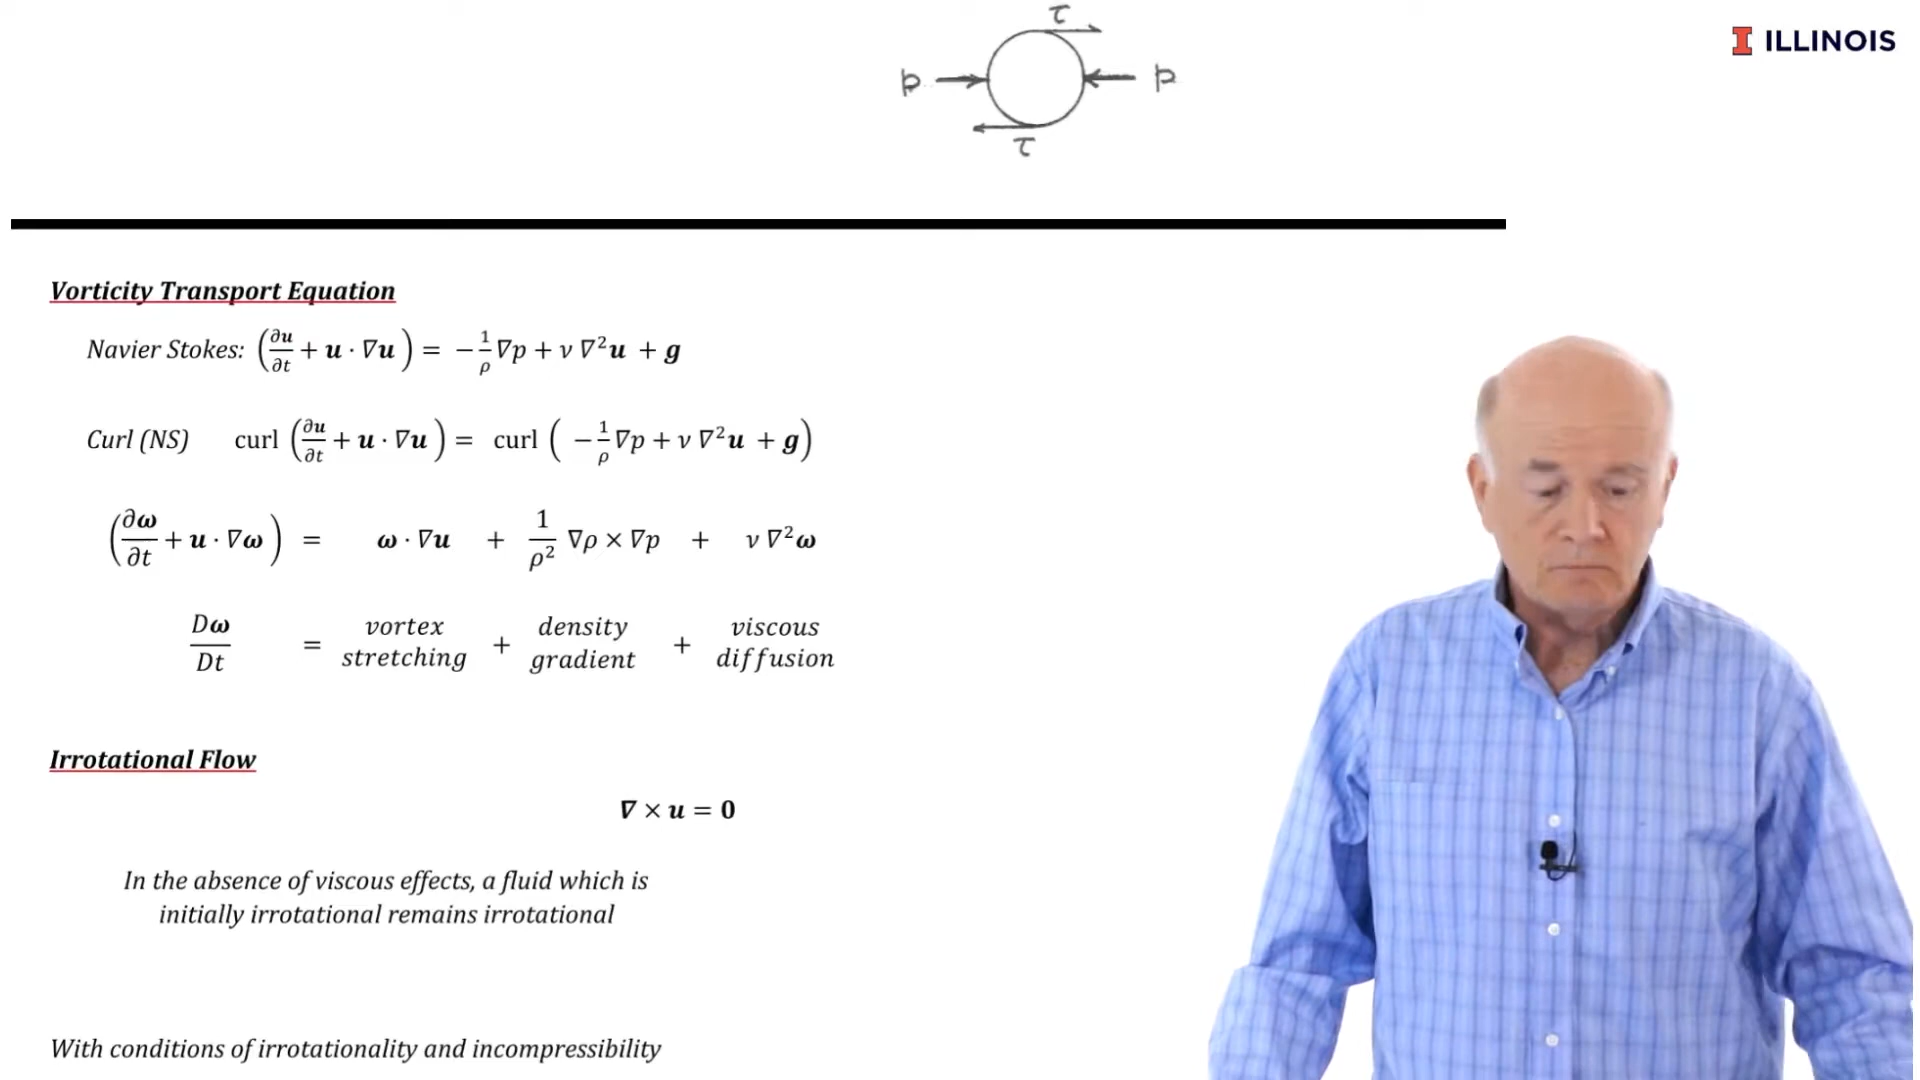 τ
ILLINOIS
p p
τ
Vorticity Transport Equation
Navier Stokes: (∂u/∂t + u · ∇u) = −1/ρ ∇p + ν ∇²u + g
Curl (NS) curl (∂u/∂t + u · ∇u) = curl (−1/ρ ∇p + ν ∇²u + g)
(∂ω/∂t + u · ∇ω) = ω · ∇u + 1/ρ² ∇ρ × ∇p + ν ∇²ω
Dω/Dt = vortex stretching + density gradient + viscous diffusion
Irrotational Flow
∇ × u = 0
In the absence of viscous effects, a fluid which is
initially irrotational remains irrotational
With conditions of irrotationality and incompressibility